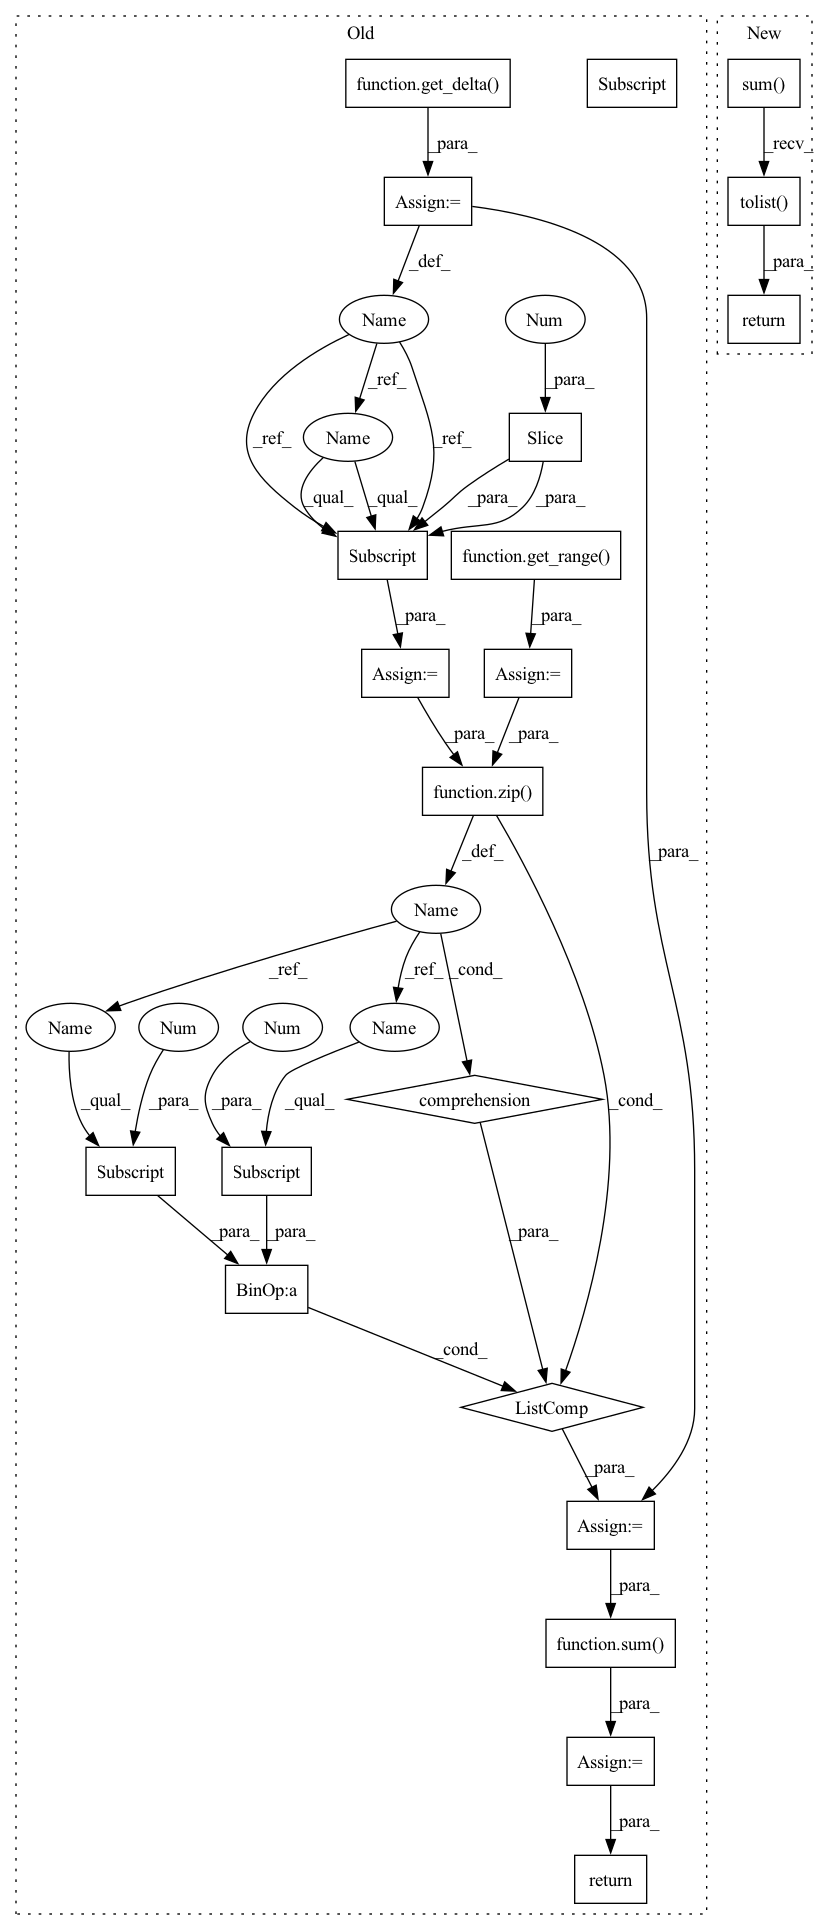 Old
New
function.get_delta()
Subscript
sum()
_para_
_recv_
Assign:=
tolist()
_def_
_para_
Name
Num
return
_ref_
_para_
_ref_
Name
_ref_
Slice
_qual_
_qual_
_para_
_para_
Subscript
function.get_range()
_para_
_para_
Assign:=
Assign:=
_para_
_para_
function.zip()
_def_
_para_
Name
_ref_
_ref_
_cond_
Name
Num
Num
Name
_qual_
_para_
_para_
_qual_
comprehension
_cond_
Subscript
Subscript
_para_
_para_
_para_
BinOp:a
_cond_
ListComp
_para_
Assign:=
_para_
function.sum()
_para_
Assign:=
_para_
return